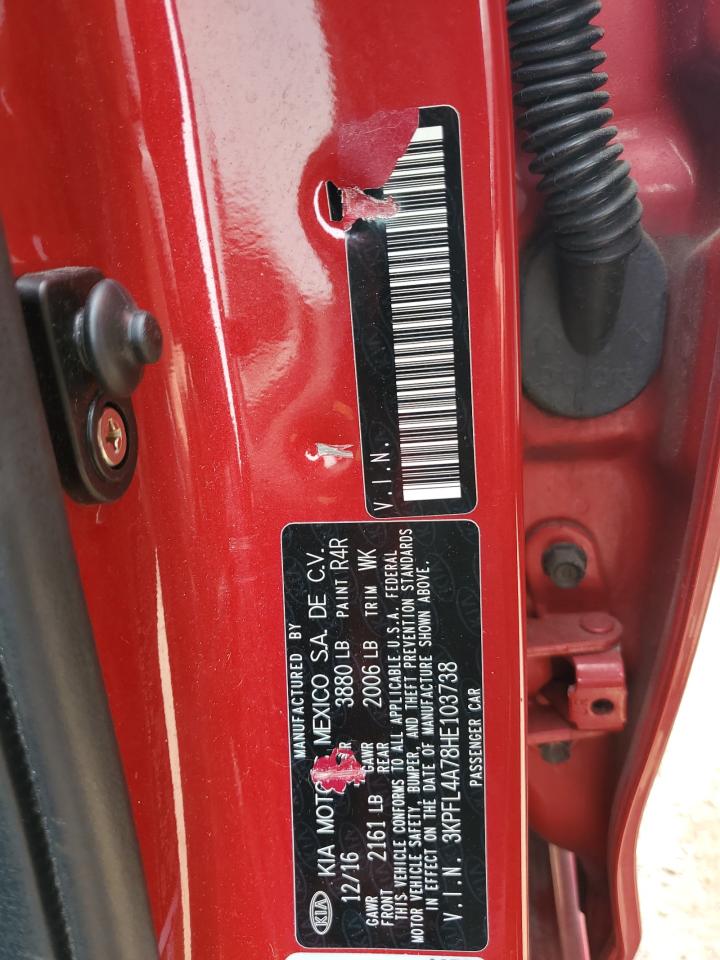 MANUFACTURED BY
KIA MEXICO S.A. DE C.V.
12/16 3880 LB PAINT R4R
GAWR GAWR
FRONT 2161 LB REAR 2006 LB TRIM WK
THIS VEHICLE CONFORMS TO ALL APPLICABLE U.S.A. FEDERAL
MOTOR VEHICLE SAFETY, BUMPER, AND THEFT PREVENTION STANDARDS
IN EFFECT ON THE DATE OF MANUFACTURE SHOWN ABOVE.
V.I.N. 3KPFL4A78HE103738
PASSENGER CAR
V.I.N.